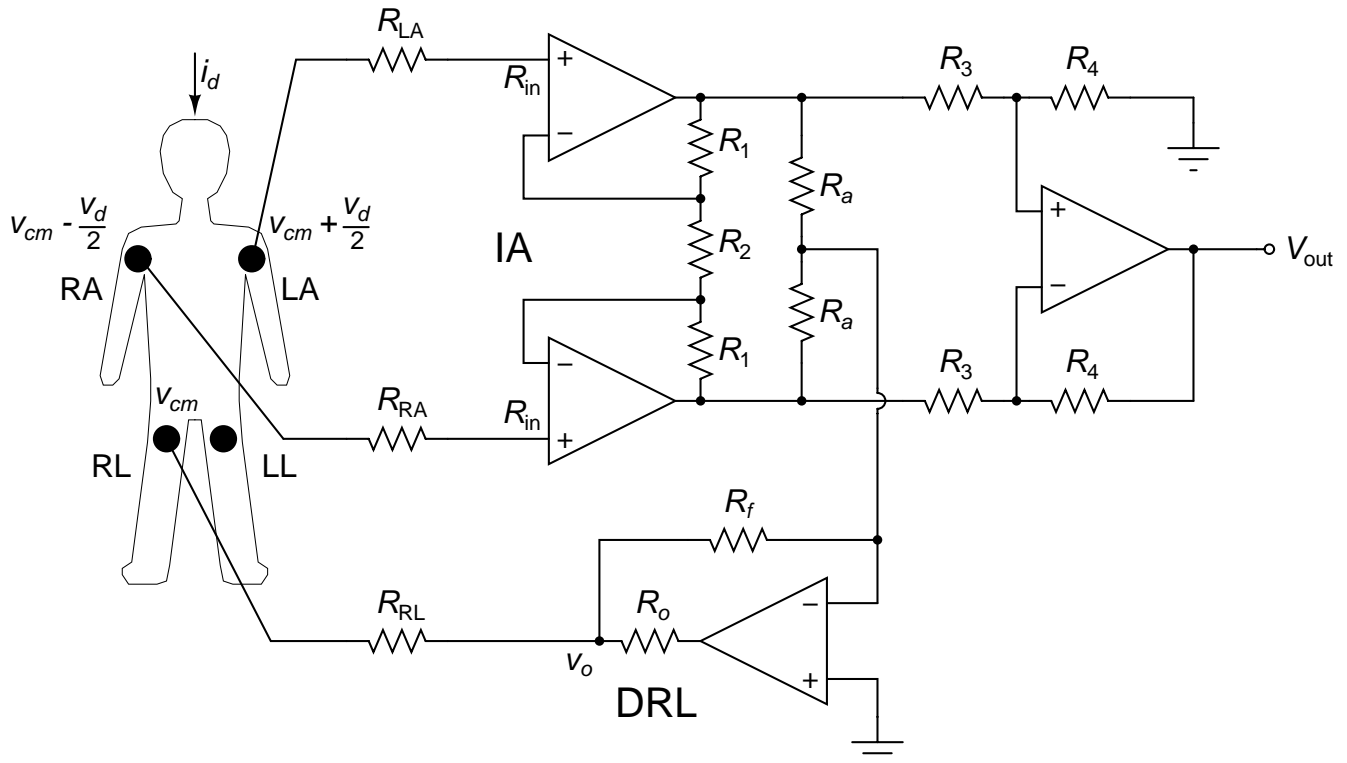 R_LA
i_d
R_in
+
−
R_1
R_3
R_4
R_a
v_cm - v_d/2
v_cm + v_d/2
IA
R_2
+
V_out
RA
LA
−
R_a
−
R_1
R_3
R_4
v_cm
R_RA
R_in
+
RL
LL
R_f
R_RL
R_o
−
v_o
+
DRL